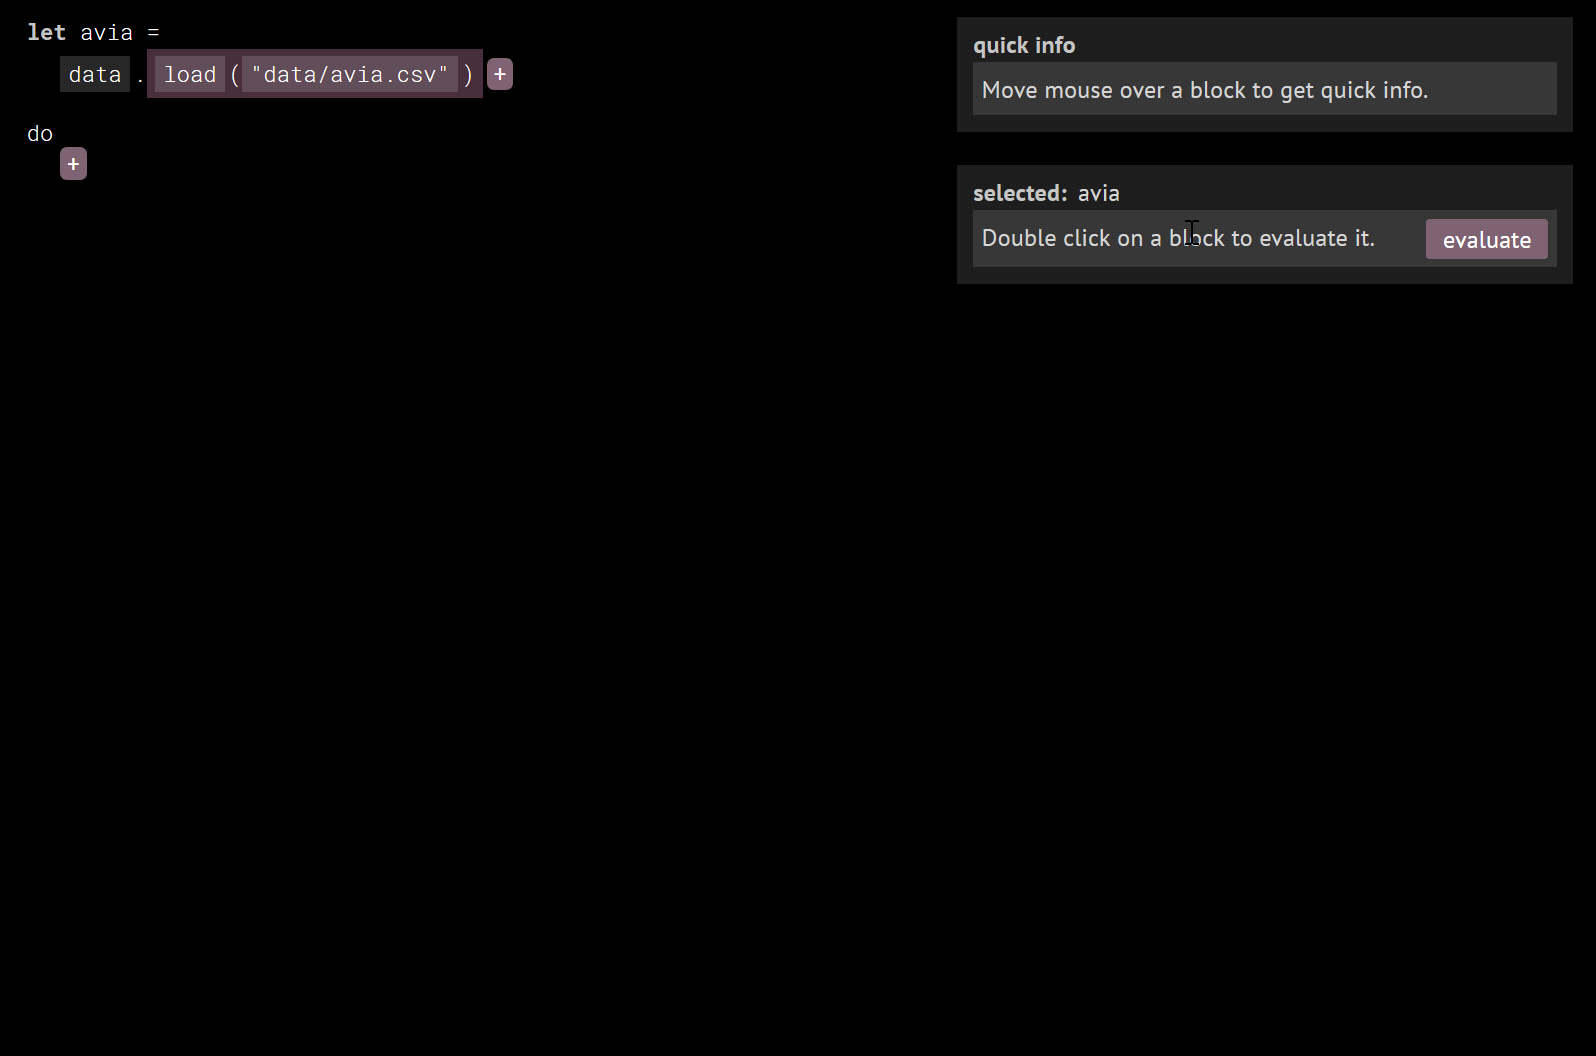 let avia =
data . load ( "data/avia.csv" ) +
do
+
quick info
Move mouse over a block to get quick info.
selected: avia
Double click on a block to evaluate it. evaluate